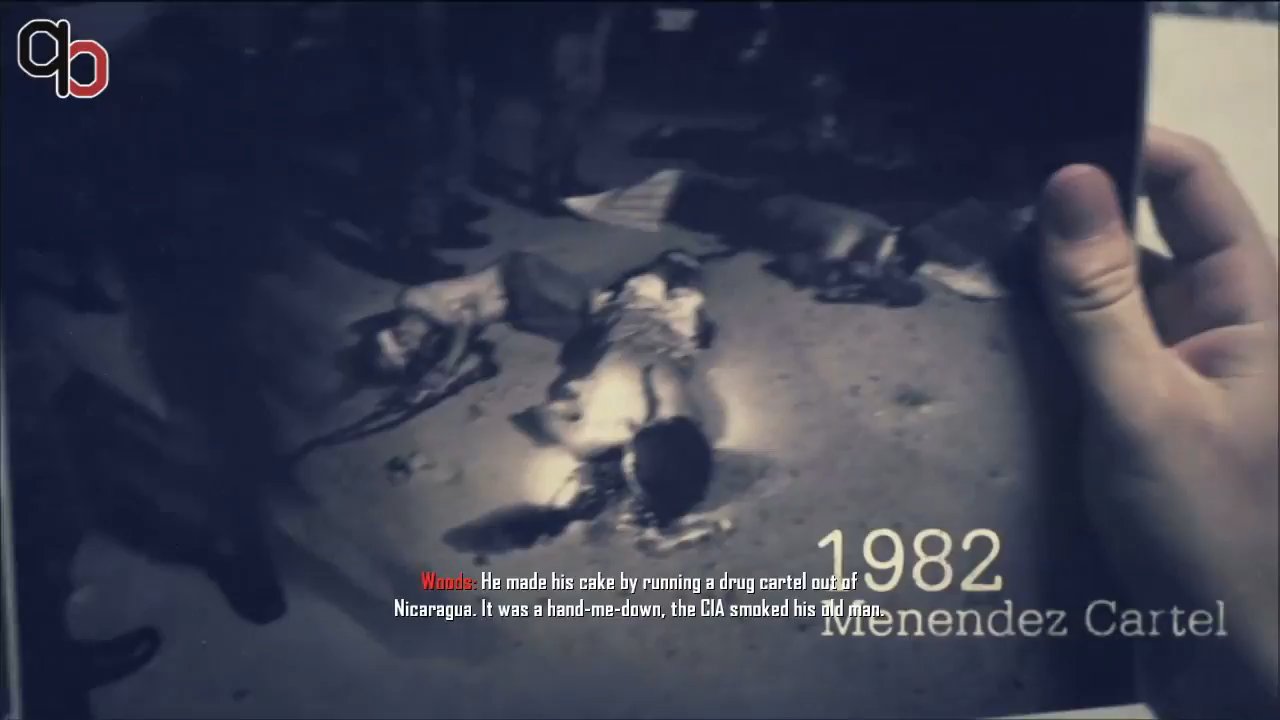 Woods: He made his cake by running a drug cartel out of
Nicaragua. It was a hand-me-down, the CIA smoked his old man.
1982
Menendez Cartel